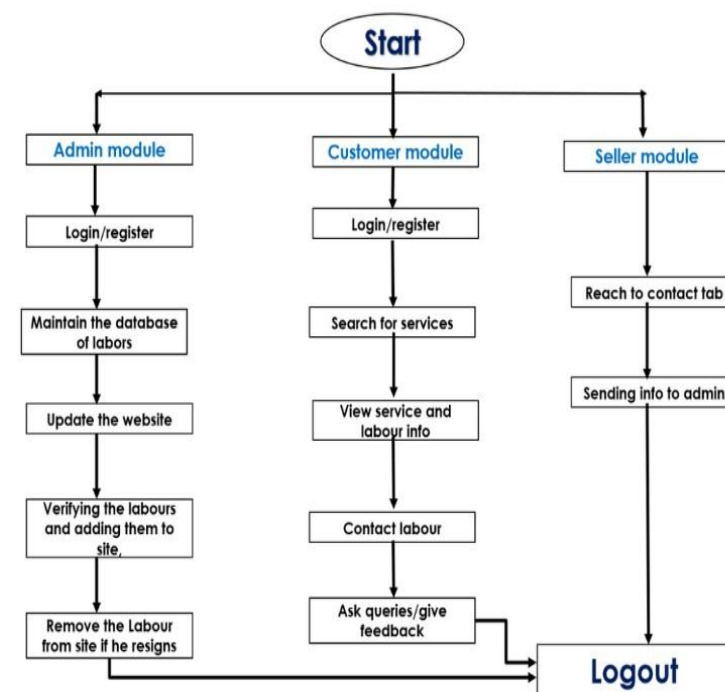 Start
Admin module
Login/register
Maintain the database
of labors
Update the website
Verifying the labours
and adding them to
site,
Remove the Labour
from site if he resigns
Customer module
Login/register
Search for services
View service and
labour info
Contact labour
Ask queries/give
feedback
Seller module
Reach to contact tab
Sending info to admin
Logout